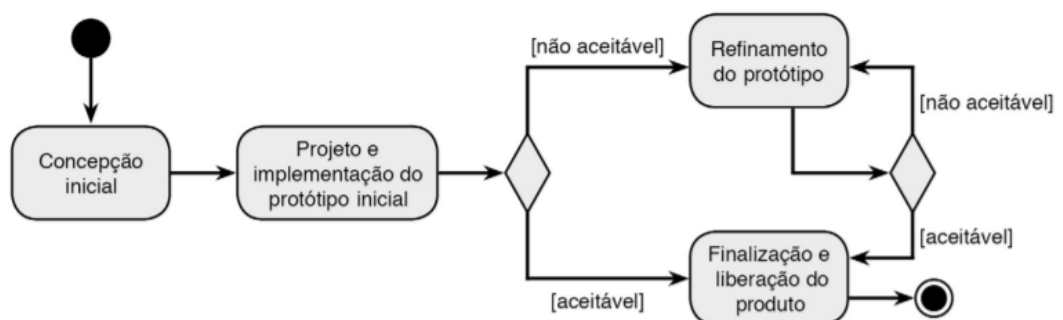 Concepção
inicial
Projeto e
implementação do
protótipo inicial
[não aceitável]
[aceitável]
Refinamento
do protótipo
[não aceitável]
[aceitável]
Finalização e
liberação do
produto